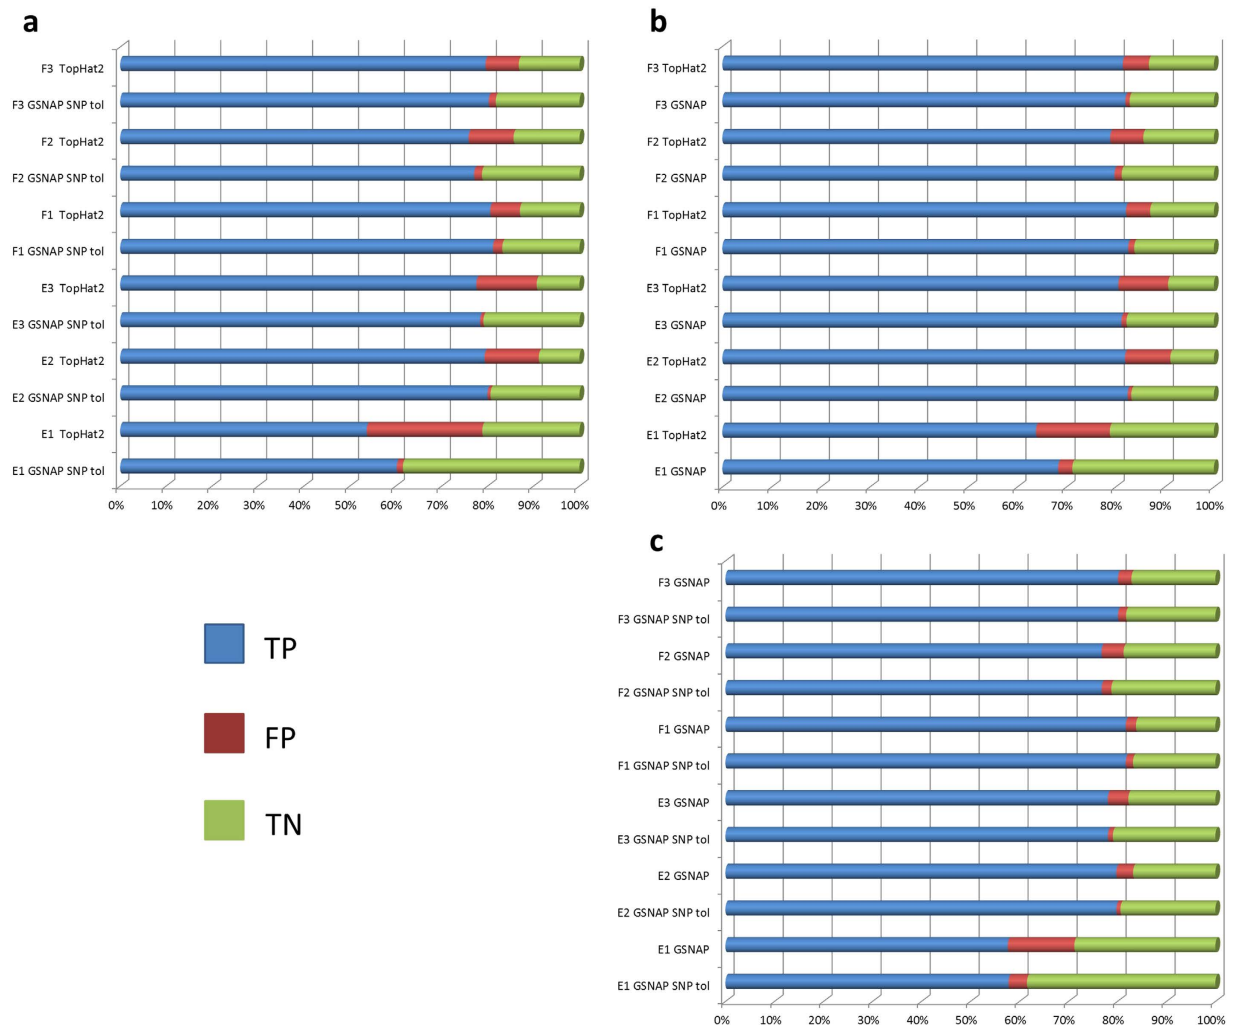 a
F3 TopHat2
F3 GSNAP SNP tol
F2 TopHat2
F2 GSNAP SNP tol
F1 TopHat2
F1 GSNAP SNP tol
E3 TopHat2
E3 GSNAP SNP tol
E2 TopHat2
E2 GSNAP SNP tol
E1 TopHat2
E1 GSNAP SNP tol
0% 10% 20% 30% 40% 50% 60% 70% 80% 90% 100%
b
F3 TopHat2
F3 GSNAP
F2 TopHat2
F2 GSNAP
F1 TopHat2
F1 GSNAP
E3 TopHat2
E3 GSNAP
E2 TopHat2
E2 GSNAP
E1 TopHat2
E1 GSNAP
0% 10% 20% 30% 40% 50% 60% 70% 80% 90% 100%
TP
FP
TN
c
F3 GSNAP
F3 GSNAP SNP tol
F2 GSNAP
F2 GSNAP SNP tol
F1 GSNAP
F1 GSNAP SNP tol
E3 GSNAP
E3 GSNAP SNP tol
E2 GSNAP
E2 GSNAP SNP tol
E1 GSNAP
E1 GSNAP SNP tol
0% 10% 20% 30% 40% 50% 60% 70% 80% 90% 100%